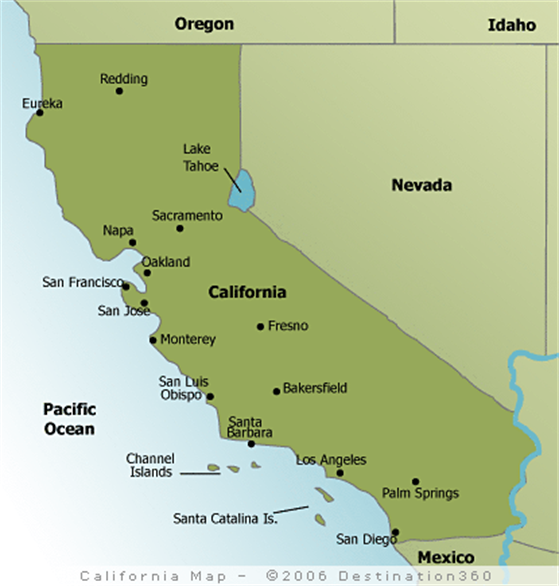 Oregon
Idaho
Redding
Eureka
Lake
Tahoe
Nevada
Sacramento
Napa
Oakland
San Francisco
California
San Jose
Fresno
Monterey
San Luis
Obispo
Bakersfield
Pacific
Ocean
Santa
Barbara
Channel
Islands
Los Angeles
Palm Springs
Santa Catalina Is.
San Diego
Mexico
California Map – ©2006 Destination360